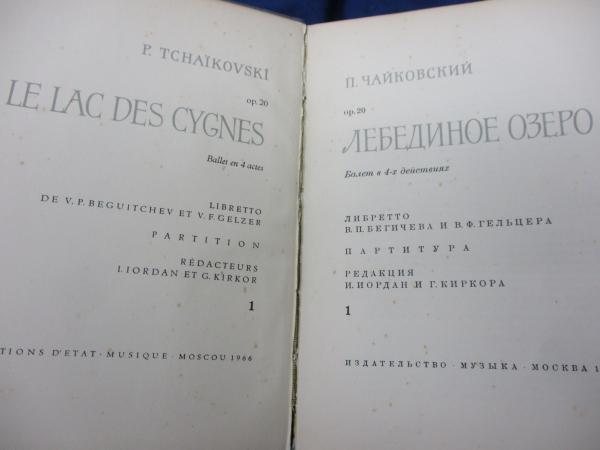 P. TCHAÏKOVSKI
op. 20
LE LAC DES CYGNES
Ballet en 4 actes
LIBRETTO
DE V. P. BEGUITCHEV ET V. F. GELZER
PARTITION
RÉDACTEURS
I. IORDAN ET G. KIRKOR
1
TIONS D'ETAT · MUSIQUE · MOSCOU 1966
П. ЧАЙКОВСКИЙ
op. 20
ЛЕБЕДИНОЕ ОЗЕРО
Балет в 4-х действиях
ЛИБРЕТТО
В. П. БЕГИЧЕВА И В. Ф. ГЕЛЬЦЕРА
ПАРТИТУРА
РЕДАКЦИЯ
И. ИОРДАН И Г. КИРКОРА
1
ИЗДАТЕЛЬСТВО · МУЗЫКА · МОСКВА 1